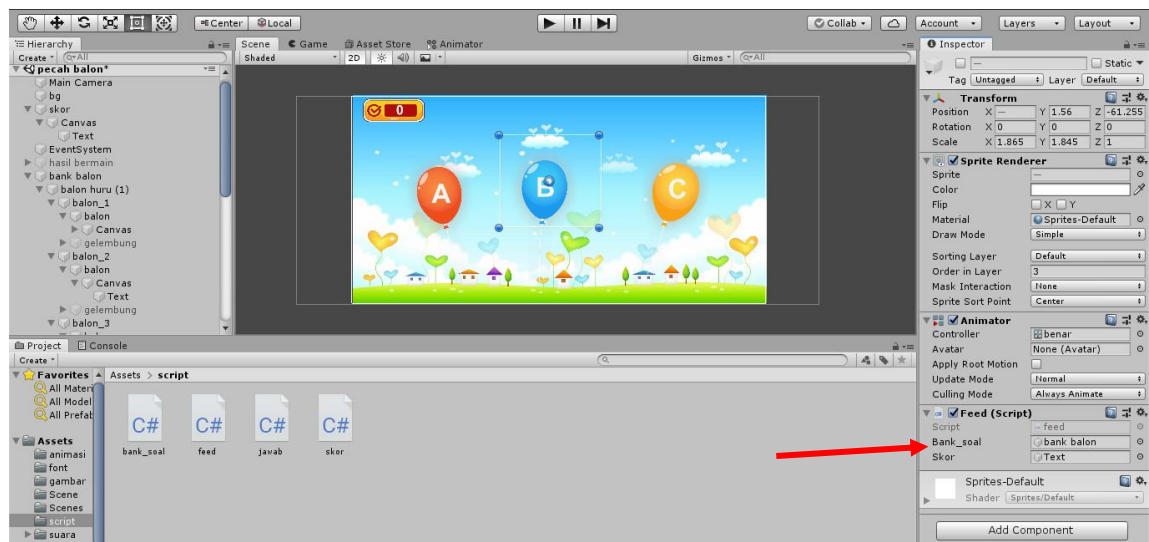 Center Local Collab Account Layers Layout
Hierarchy
Create All
pecah balon*
Main Camera
bg
skor
Canvas
Text
EventSystem
hasil bermain
bank balon
balon huru (1)
balon_1
balon
Canvas
gelembung
balon_2
balon
Canvas
Text
gelembung
balon_3
Scene Game Asset Store Animator
Shaded 2D Gizmos All
0
A B C
Project Console
Create
Favorites
All Materi
All Model
All Prefab
Assets
animasi
font
gambar
Scene
Scenes
script
suara
Assets > script
C# C# C# C#
bank_soal feed jawab skor
Inspector
— Static
Tag Untagged Layer Default
Transform
Position X — Y 1.56 Z -61.255
Rotation X 0 Y 0 Z 0
Scale X 1.865 Y 1.845 Z 1
Sprite Renderer
Sprite —
Color
Flip X Y
Material Sprites-Default
Draw Mode Simple
Sorting Layer Default
Order in Layer 3
Mask Interaction None
Sprite Sort Point Center
Animator
Controller benar
Avatar None (Avatar)
Apply Root Motion
Update Mode Normal
Culling Mode Always Animate
Feed (Script)
Script feed
Bank_soal bank balon
Skor Text
Sprites-Default
Shader Sprites/Default
Add Component